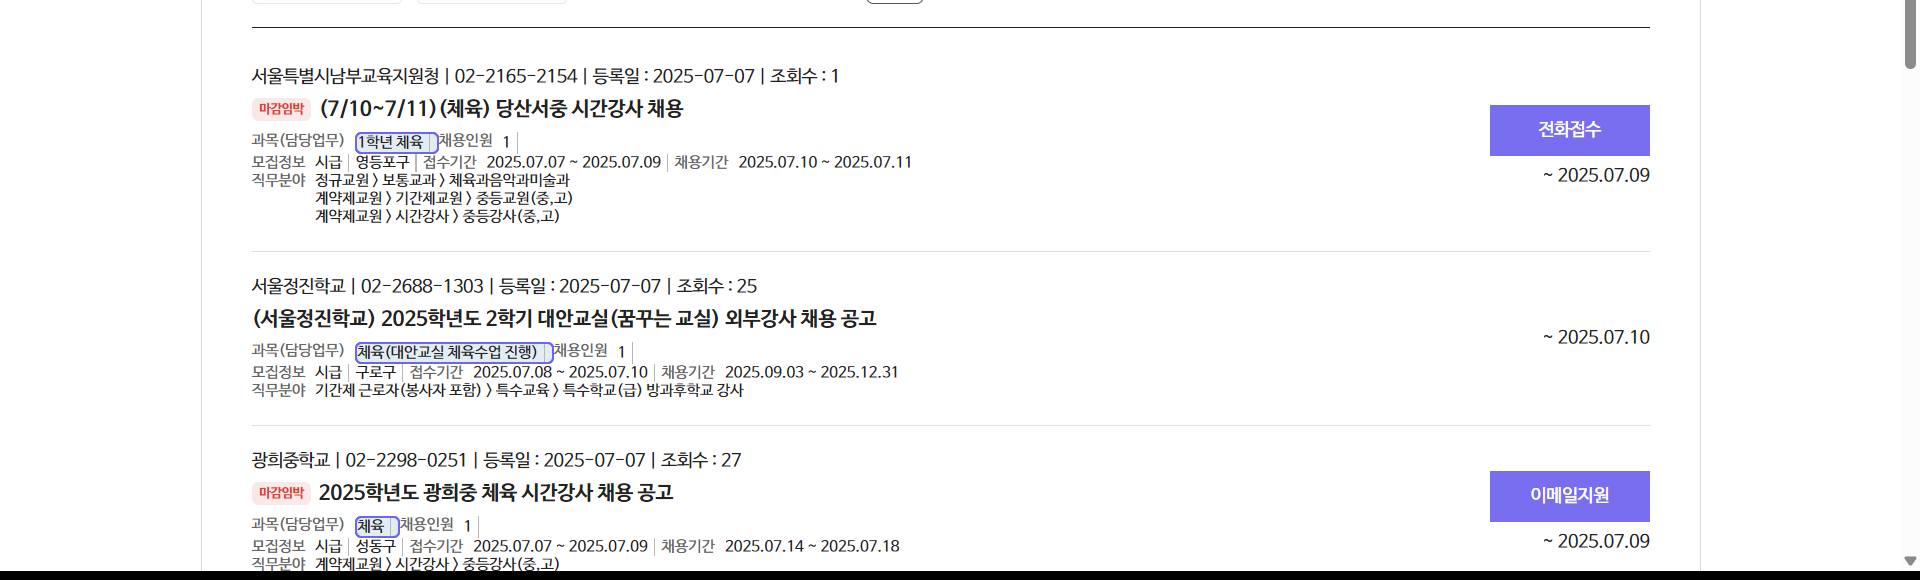 서울특별시남부교육지원청 | 02-2165-2154 | 등록일 : 2025-07-07 | 조회수 : 1
마감임박 (7/10~7/11) (체육) 당산서중 시간강사 채용
과목(담당업무) 1학년 체육 채용인원 1
모집정보 시급 영등포구 접수기간 2025.07.07 ~ 2025.07.09 채용기간 2025.07.10 ~ 2025.07.11
직무분야 정규교원 > 보통교과 > 체육과음악과미술과
계약제교원 > 기간제교원 > 중등교원(중,고)
계약제교원 > 시간강사 > 중등강사(중,고)
전화접수
~ 2025.07.09
서울정진학교 | 02-2688-1303 | 등록일 : 2025-07-07 | 조회수 : 25
(서울정진학교) 2025학년도 2학기 대안교실(꿈꾸는 교실) 외부강사 채용 공고
과목(담당업무) 체육(대안교실 체육수업 진행) 채용인원 1
모집정보 시급 구로구 접수기간 2025.07.08 ~ 2025.07.10 채용기간 2025.09.03 ~ 2025.12.31
직무분야 기간제 근로자(봉사자 포함) > 특수교육 > 특수학교(급) 방과후학교 강사
~ 2025.07.10
광희중학교 | 02-2298-0251 | 등록일 : 2025-07-07 | 조회수 : 27
마감임박 2025학년도 광희중 체육 시간강사 채용 공고
과목(담당업무) 체육 채용인원 1
모집정보 시급 성동구 접수기간 2025.07.07 ~ 2025.07.09 채용기간 2025.07.14 ~ 2025.07.18
직무분야 계약제교원 > 시간강사 > 중등강사(중,고)
이메일지원
~ 2025.07.09